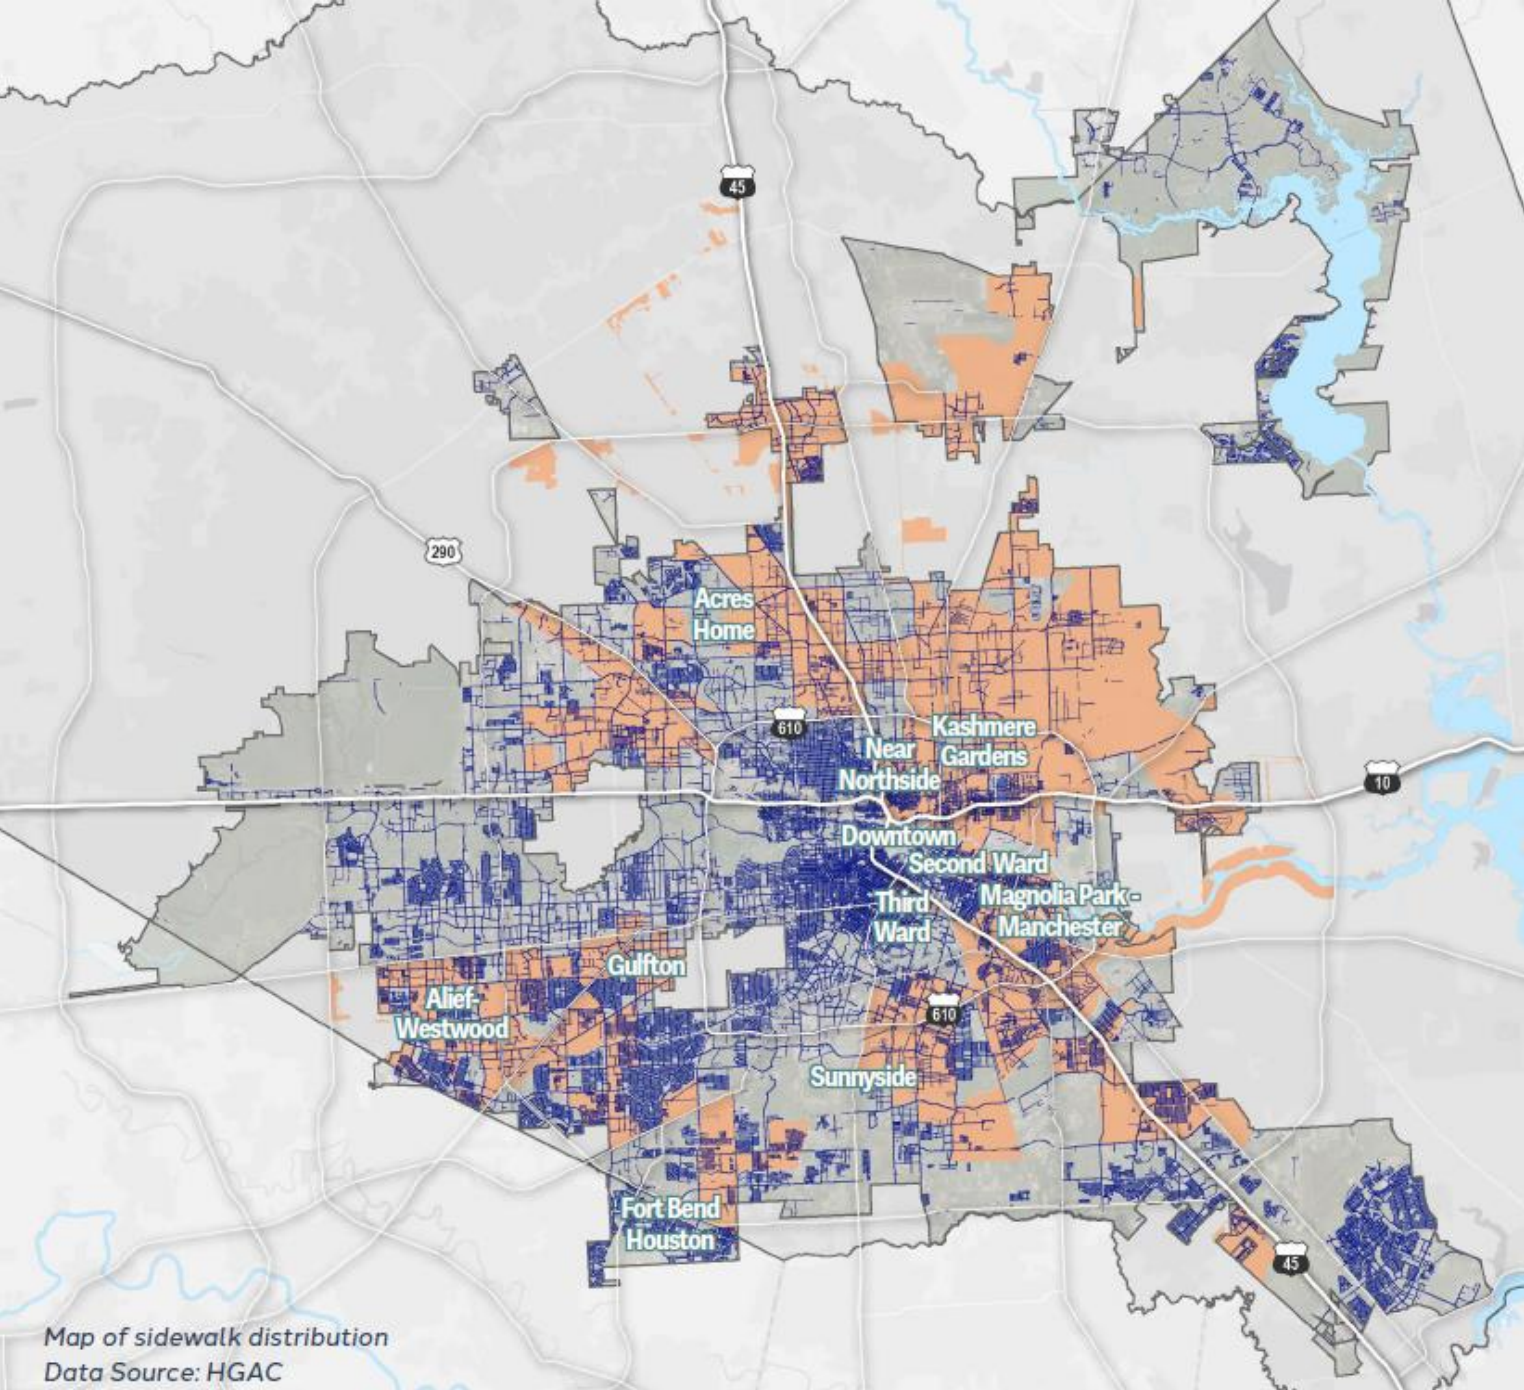 45
290
Acres
Home
610
Kashmere
Gardens
Near
Northside
10
Downtown
Second Ward
Magnolia Park -
Manchester
Third
Ward
Gulfton
Alief-
Westwood
610
Sunnyside
Fort Bend
Houston
45
Map of sidewalk distribution
Data Source: HGAC